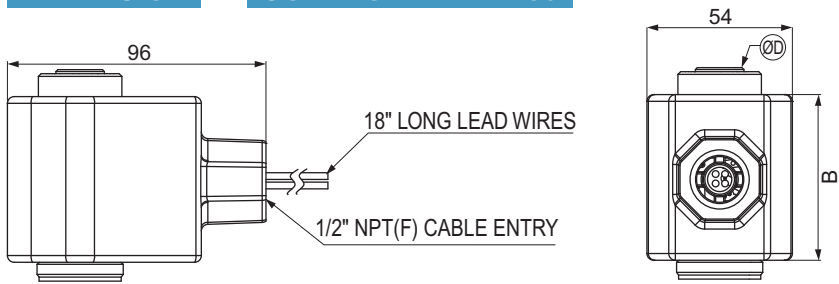 96
54
ØD
18" LONG LEAD WIRES
B
1/2" NPT(F) CABLE ENTRY